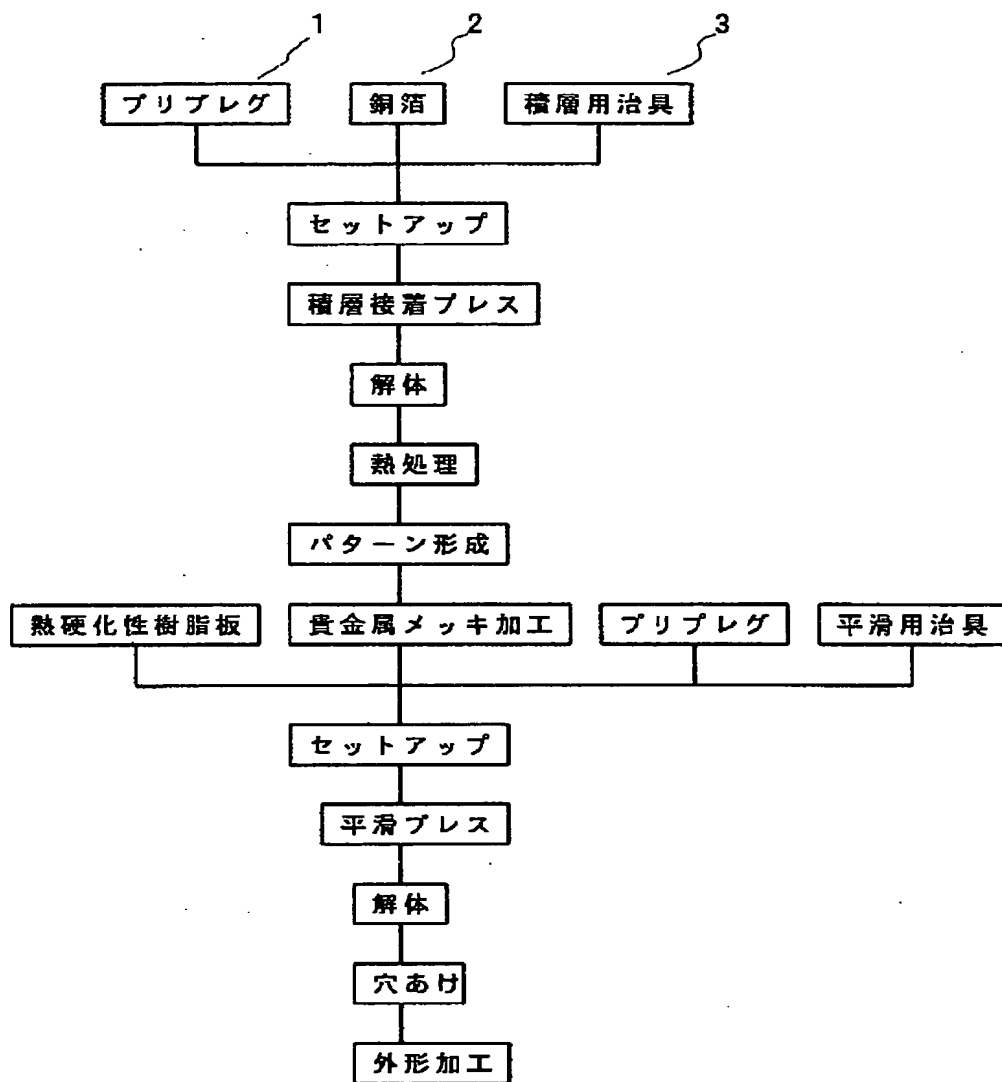 1 2 3
プリプレグ 銅箔 積層用治具
セットアップ
積層接着プレス
解体
熱処理
パターン形成
熱硬化性樹脂板 貴金属メッキ加工 プリプレグ 平滑用治具
セットアップ
平滑プレス
解体
穴あけ
外形加工